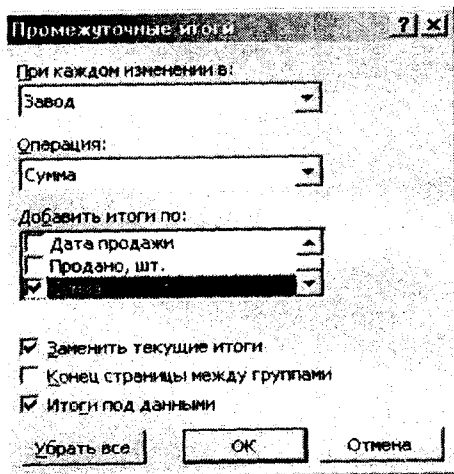 Промежуточные итоги
При каждом изменении в:
Завод
Операция:
Сумма
Добавить итоги по:
Дата продажи
Продано, шт.
Заменить текущие итоги
Конец страницы между группами
Итоги под данными
Убрать все OK Отмена